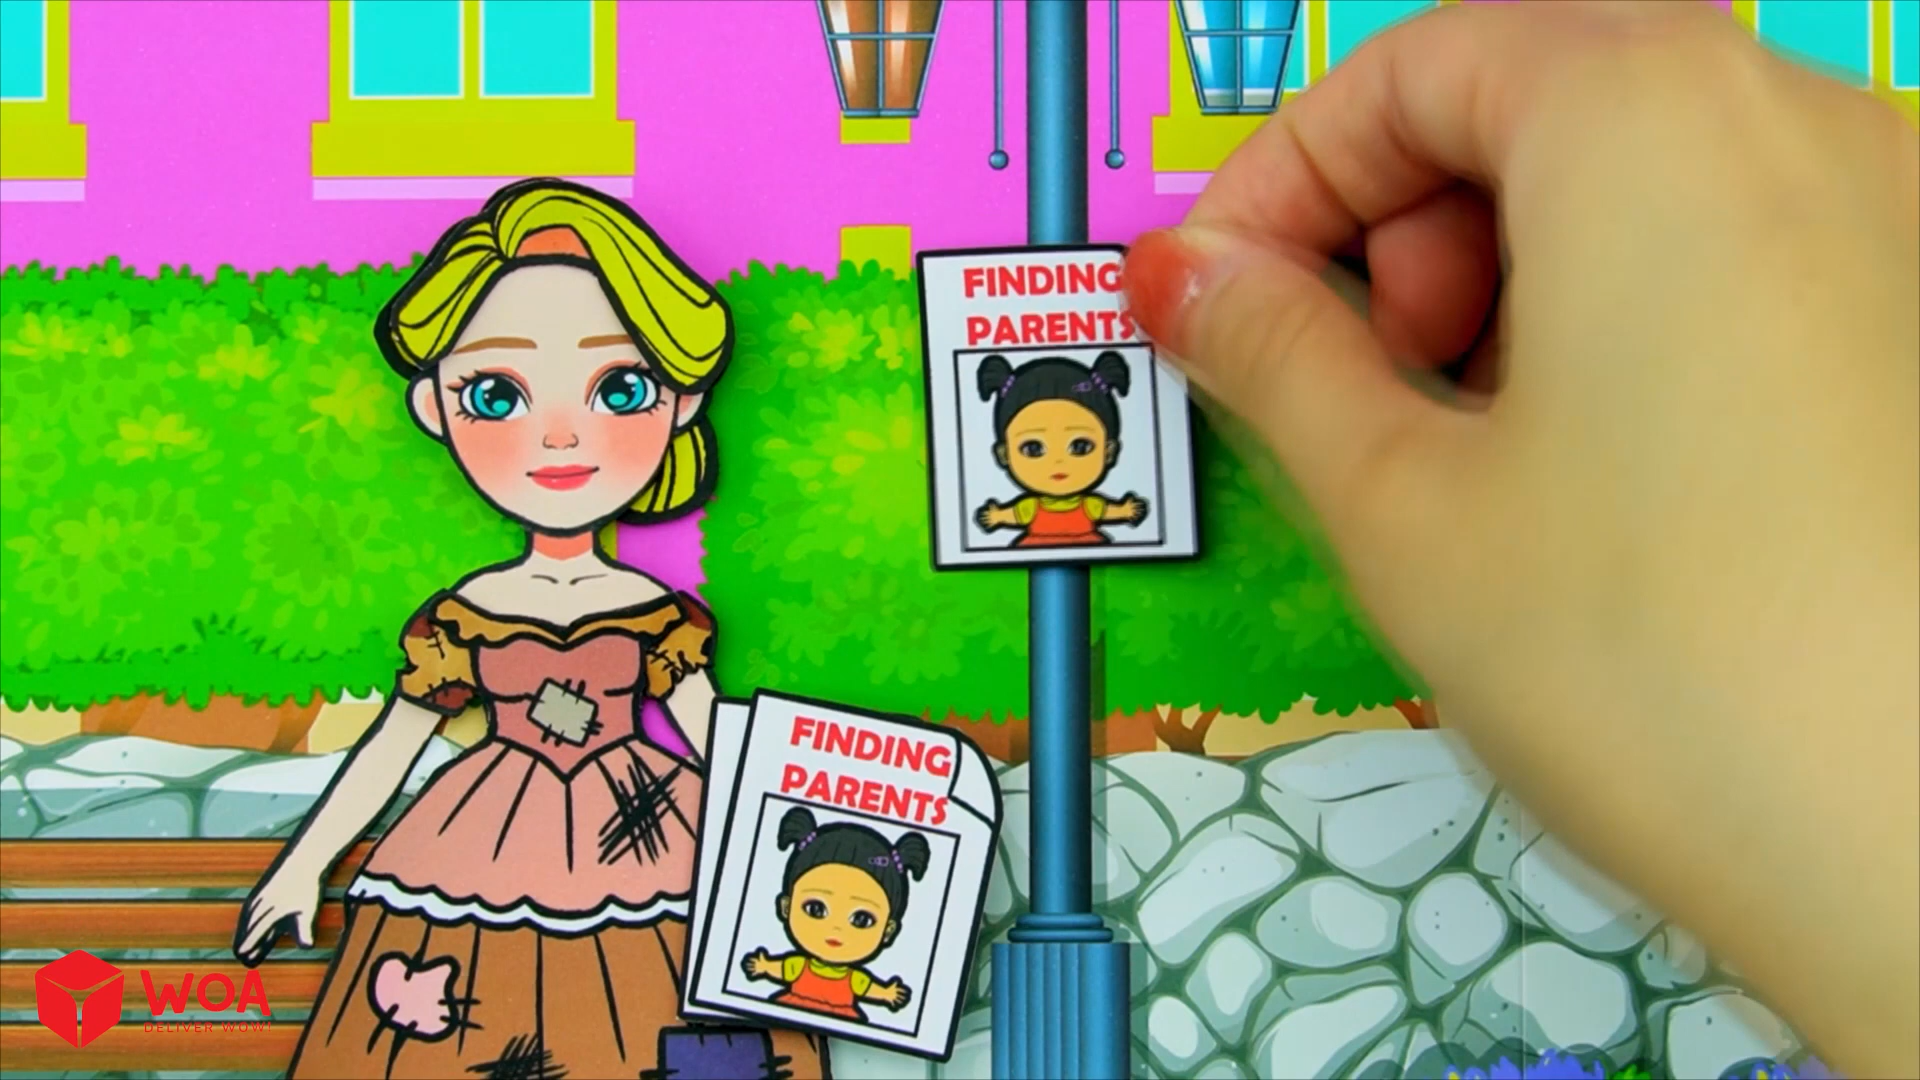 FINDING
PARENTS
FINDING
PARENTS
WOA
DELIVER WOW!